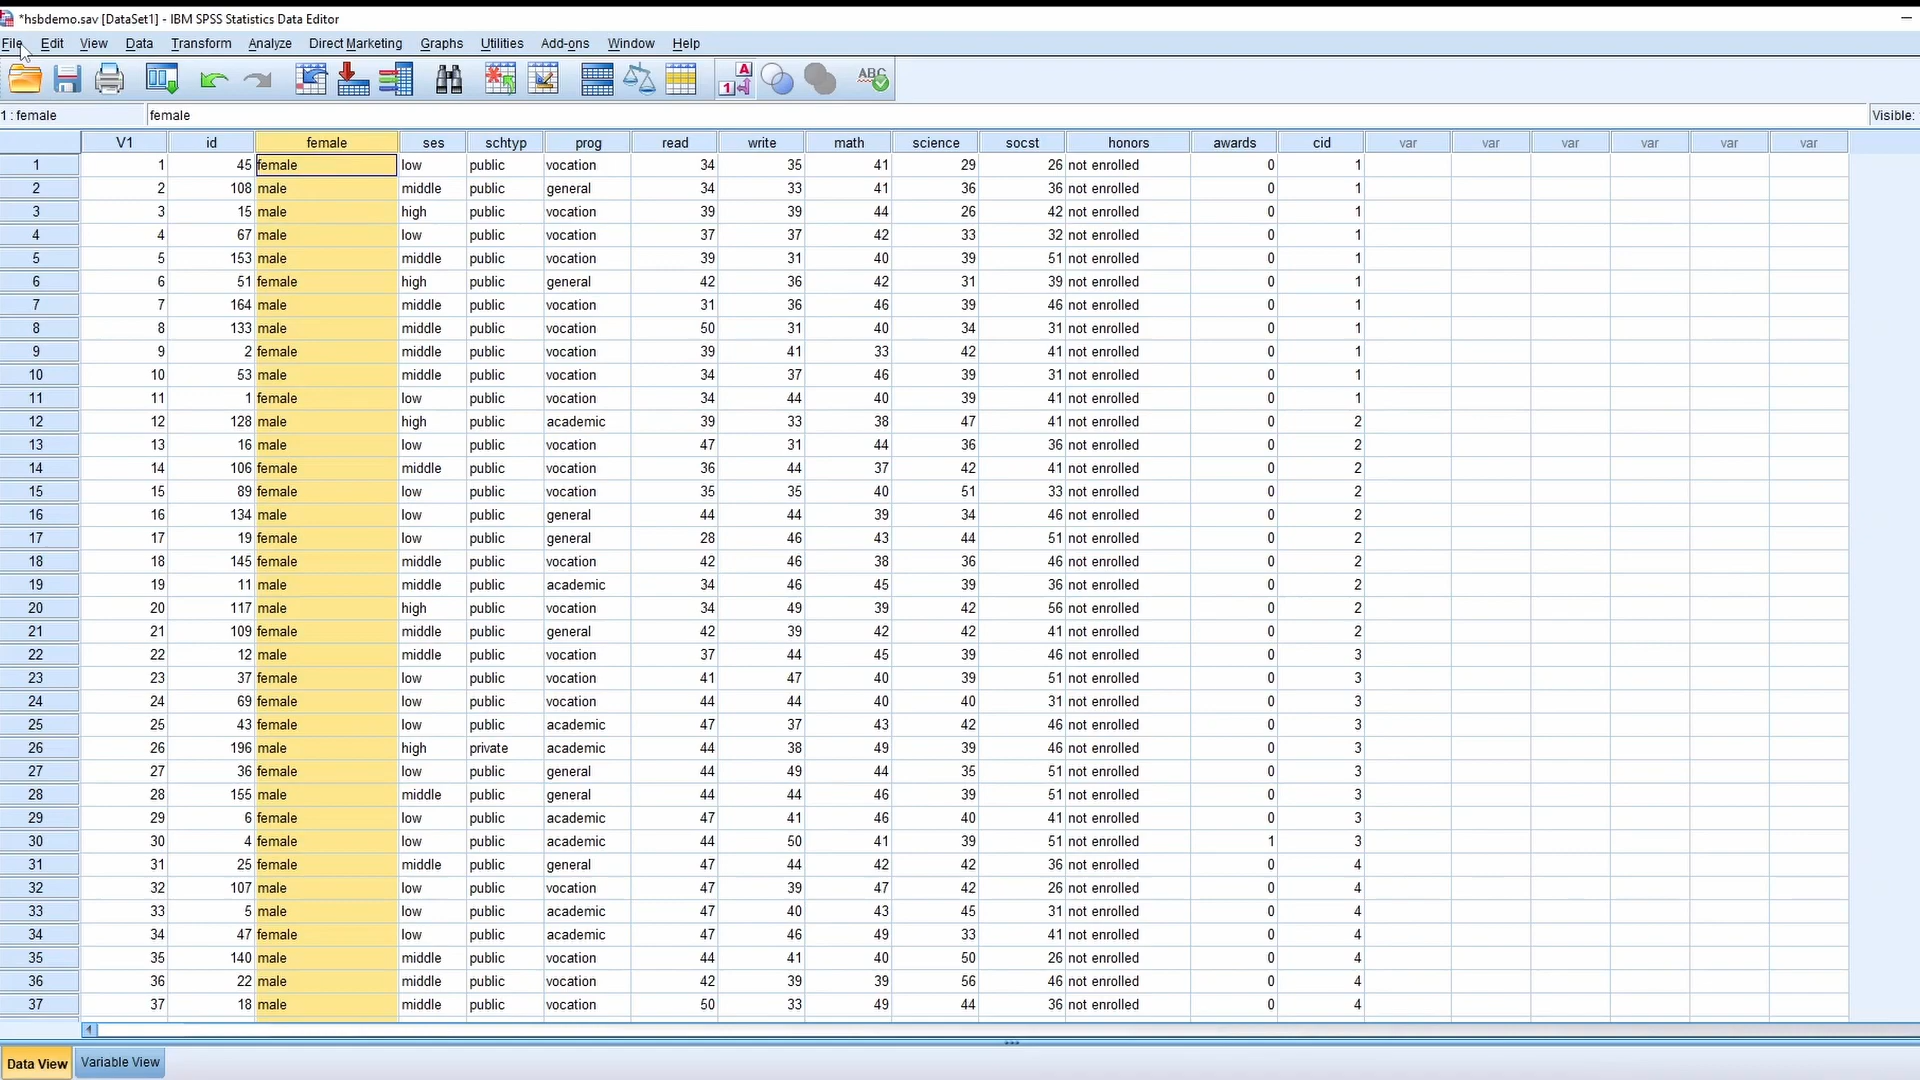 *hsbdemo.sav [DataSet1] - IBM SPSS Statistics Data Editor
File Edit View Data Transform Analyze Direct Marketing Graphs Utilities Add-ons Window Help
1 A ABC
1 : female female Visible:
V1 id female ses schtyp prog read write math science socst honors awards cid var var var var var var
1 1 45 female low public vocation 34 35 41 29 26 not enrolled 0 1
2 2 108 male middle public general 34 33 41 36 36 not enrolled 0 1
3 3 15 male high public vocation 39 39 44 26 42 not enrolled 0 1
4 4 67 male low public vocation 37 37 42 33 32 not enrolled 0 1
5 5 153 male middle public vocation 39 31 40 39 51 not enrolled 0 1
6 6 51 female high public general 42 36 42 31 39 not enrolled 0 1
7 7 164 male middle public vocation 31 36 46 39 46 not enrolled 0 1
8 8 133 male middle public vocation 50 31 40 34 31 not enrolled 0 1
9 9 2 female middle public vocation 39 41 33 42 41 not enrolled 0 1
10 10 53 male middle public vocation 34 37 46 39 31 not enrolled 0 1
11 11 1 female low public vocation 34 44 40 39 41 not enrolled 0 1
12 12 128 male high public academic 39 33 38 47 41 not enrolled 0 2
13 13 16 male low public vocation 47 31 44 36 36 not enrolled 0 2
14 14 106 female middle public vocation 36 44 37 42 41 not enrolled 0 2
15 15 89 female low public vocation 35 35 40 51 33 not enrolled 0 2
16 16 134 male low public general 44 44 39 34 46 not enrolled 0 2
17 17 19 female low public general 28 46 43 44 51 not enrolled 0 2
18 18 145 female middle public vocation 42 46 38 36 46 not enrolled 0 2
19 19 11 male middle public academic 34 46 45 39 36 not enrolled 0 2
20 20 117 male high public vocation 34 49 39 42 56 not enrolled 0 2
21 21 109 female middle public general 42 39 42 42 41 not enrolled 0 2
22 22 12 male middle public vocation 37 44 45 39 46 not enrolled 0 3
23 23 37 female low public vocation 41 47 40 39 51 not enrolled 0 3
24 24 69 female low public vocation 44 44 40 40 31 not enrolled 0 3
25 25 43 female low public academic 47 37 43 42 46 not enrolled 0 3
26 26 196 male high private academic 44 38 49 39 46 not enrolled 0 3
27 27 36 female low public general 44 49 44 35 51 not enrolled 0 3
28 28 155 male middle public general 44 44 46 39 51 not enrolled 0 3
29 29 6 female low public academic 47 41 46 40 41 not enrolled 0 3
30 30 4 female low public academic 44 50 41 39 51 not enrolled 1 3
31 31 25 female middle public general 47 44 42 42 36 not enrolled 0 4
32 32 107 male low public vocation 47 39 47 42 26 not enrolled 0 4
33 33 5 male low public academic 47 40 43 45 31 not enrolled 0 4
34 34 47 female low public academic 47 46 49 33 41 not enrolled 0 4
35 35 140 male middle public vocation 44 41 40 50 26 not enrolled 0 4
36 36 22 male middle public vocation 42 39 39 56 46 not enrolled 0 4
37 37 18 male middle public vocation 50 33 49 44 36 not enrolled 0 4
Data View Variable View